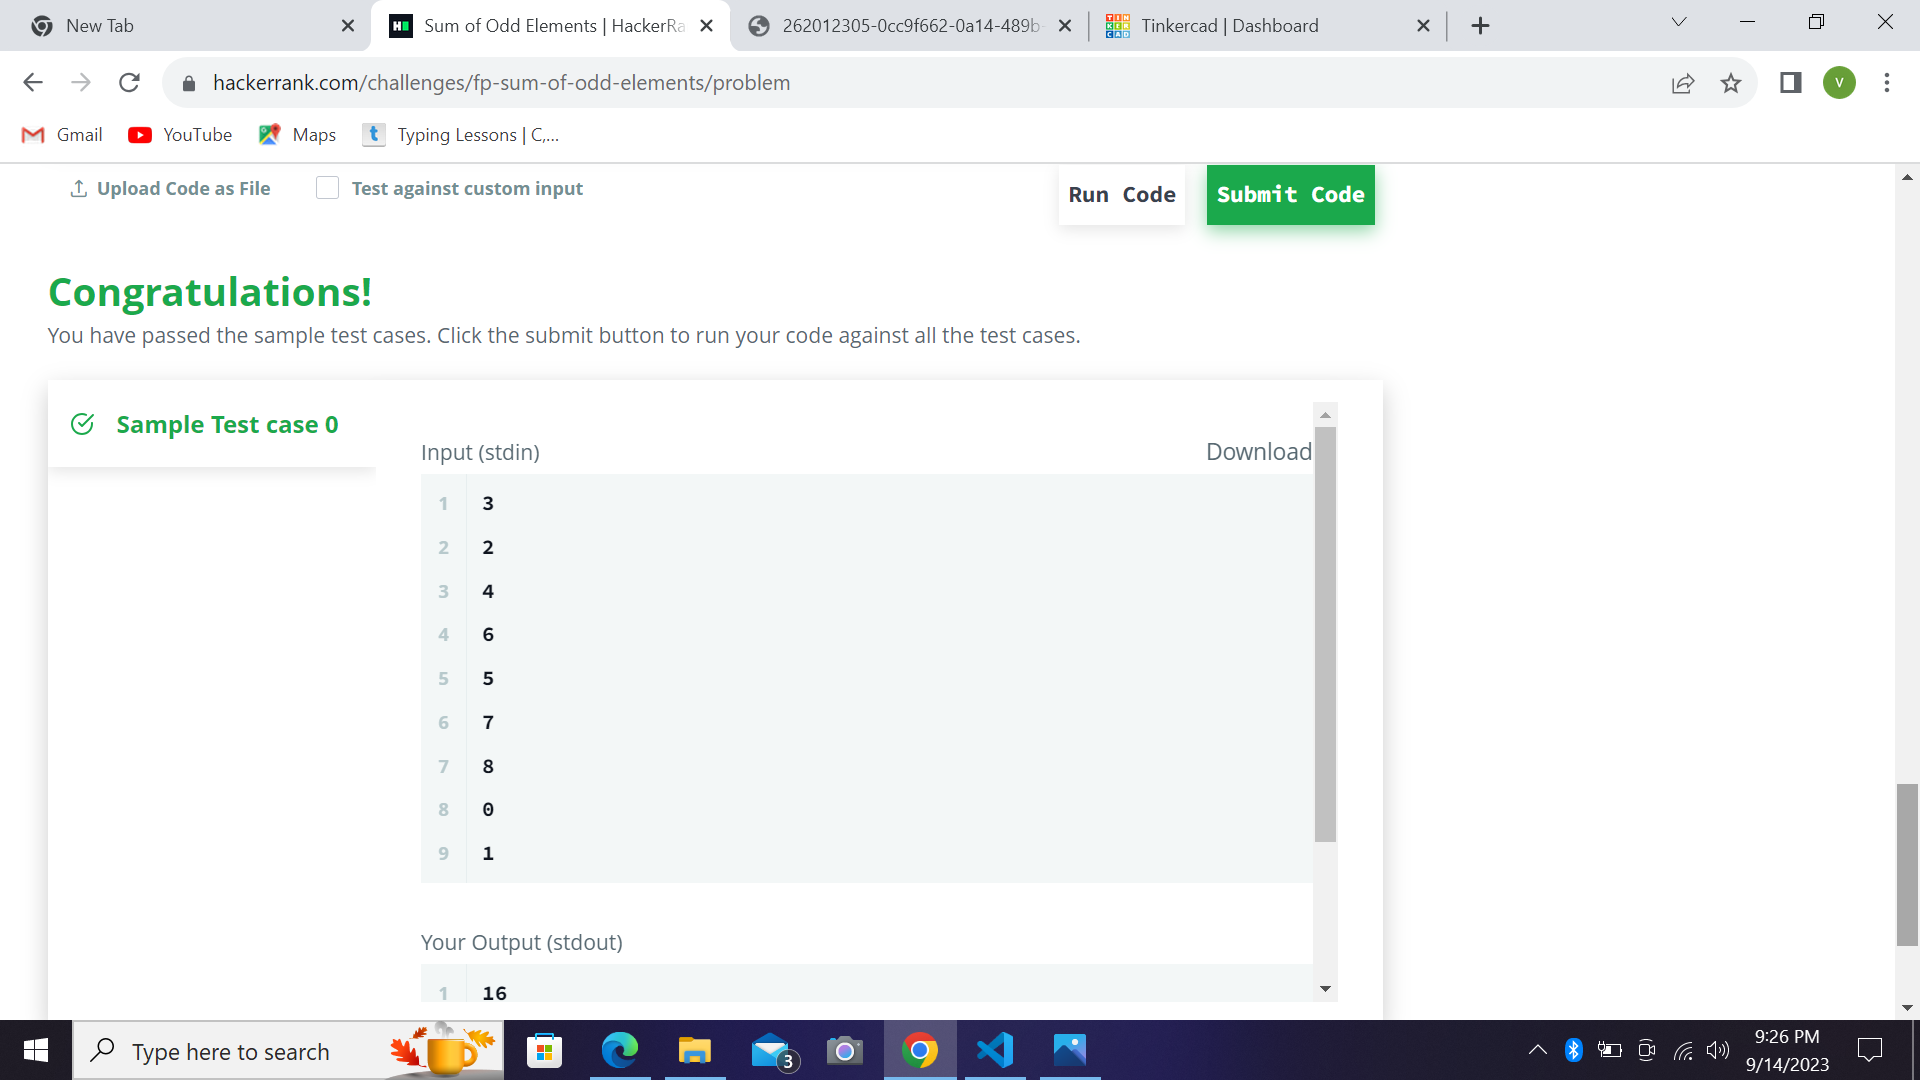 New Tab
Sum of Odd Elements | HackerRa
262012305-0cc9f662-0a14-489b-
Tinkercad | Dashboard
hackerrank.com/challenges/fp-sum-of-odd-elements/problem
V
Gmail
YouTube
Maps
t
Typing Lessons | C,...
Upload Code as File
Test against custom input
Run Code
Submit Code
Congratulations!
You have passed the sample test cases. Click the submit button to run your code against all the test cases.
Sample Test case 0
Input (stdin)
Download
1 3
2 2
3 4
4 6
5 5
6 7
7 8
8 0
9 1
Your Output (stdout)
1 16
Type here to search
3
9:26 PM
9/14/2023